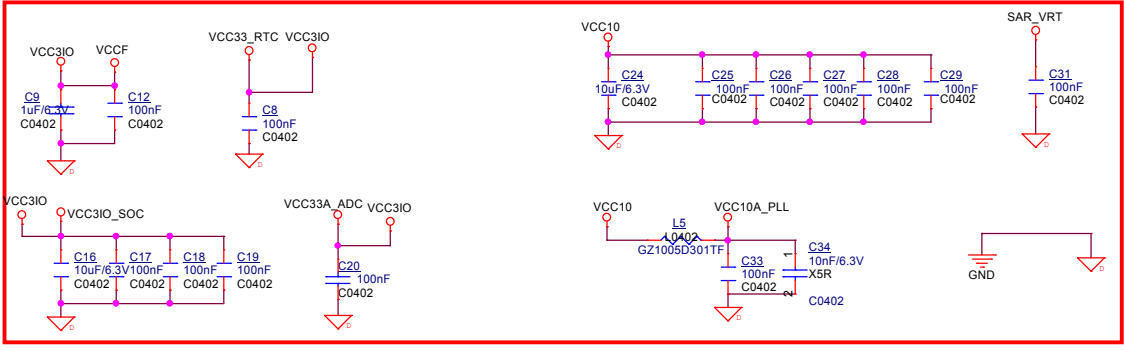 VCC3IO
VCCF
C9
1uF/6.3V
C0402
C12
100nF
C0402
D
VCC33_RTC
VCC3IO
C8
100nF
C0402
D
VCC10
C24
10uF/6.3V
C0402
C25
100nF
C0402
C26
100nF
C0402
C27
100nF
C0402
C28
100nF
C0402
C29
100nF
C0402
D
SAR_VRT
C31
100nF
C0402
D
VCC3IO
VCC3IO_SOC
C16
10uF/6.3V
C0402
C17
100nF
C0402
C18
100nF
C0402
C19
100nF
C0402
D
VCC33A_ADC
VCC3IO
C20
100nF
C0402
D
VCC10
L5
L0402
GZ1005D301TF
VCC10A_PLL
C33
100nF
C0402
1
2
C34
10nF/6.3V
X5R
C0402
D
GND
D